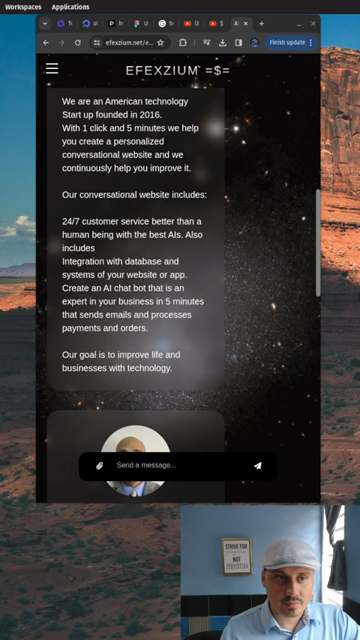 Workspaces Applications
efexzium.net/e...
Finish update
EFEXZIUM =$=
We are an American technology
Start up founded in 2016.
With 1 click and 5 minutes we help
you create a personalized
conversational website and we
continuously help you improve it.
Our conversational website includes:
24/7 customer service better than a
human being with the best AIs. Also
includes
Integration with database and
systems of your website or app.
Create an AI chat bot that is an
expert in your business in 5 minutes
that sends emails and processes
payments and orders.
Our goal is to improve life and
businesses with technology.
Send a message...
STRIVE FOR
NOT
PERFECTION